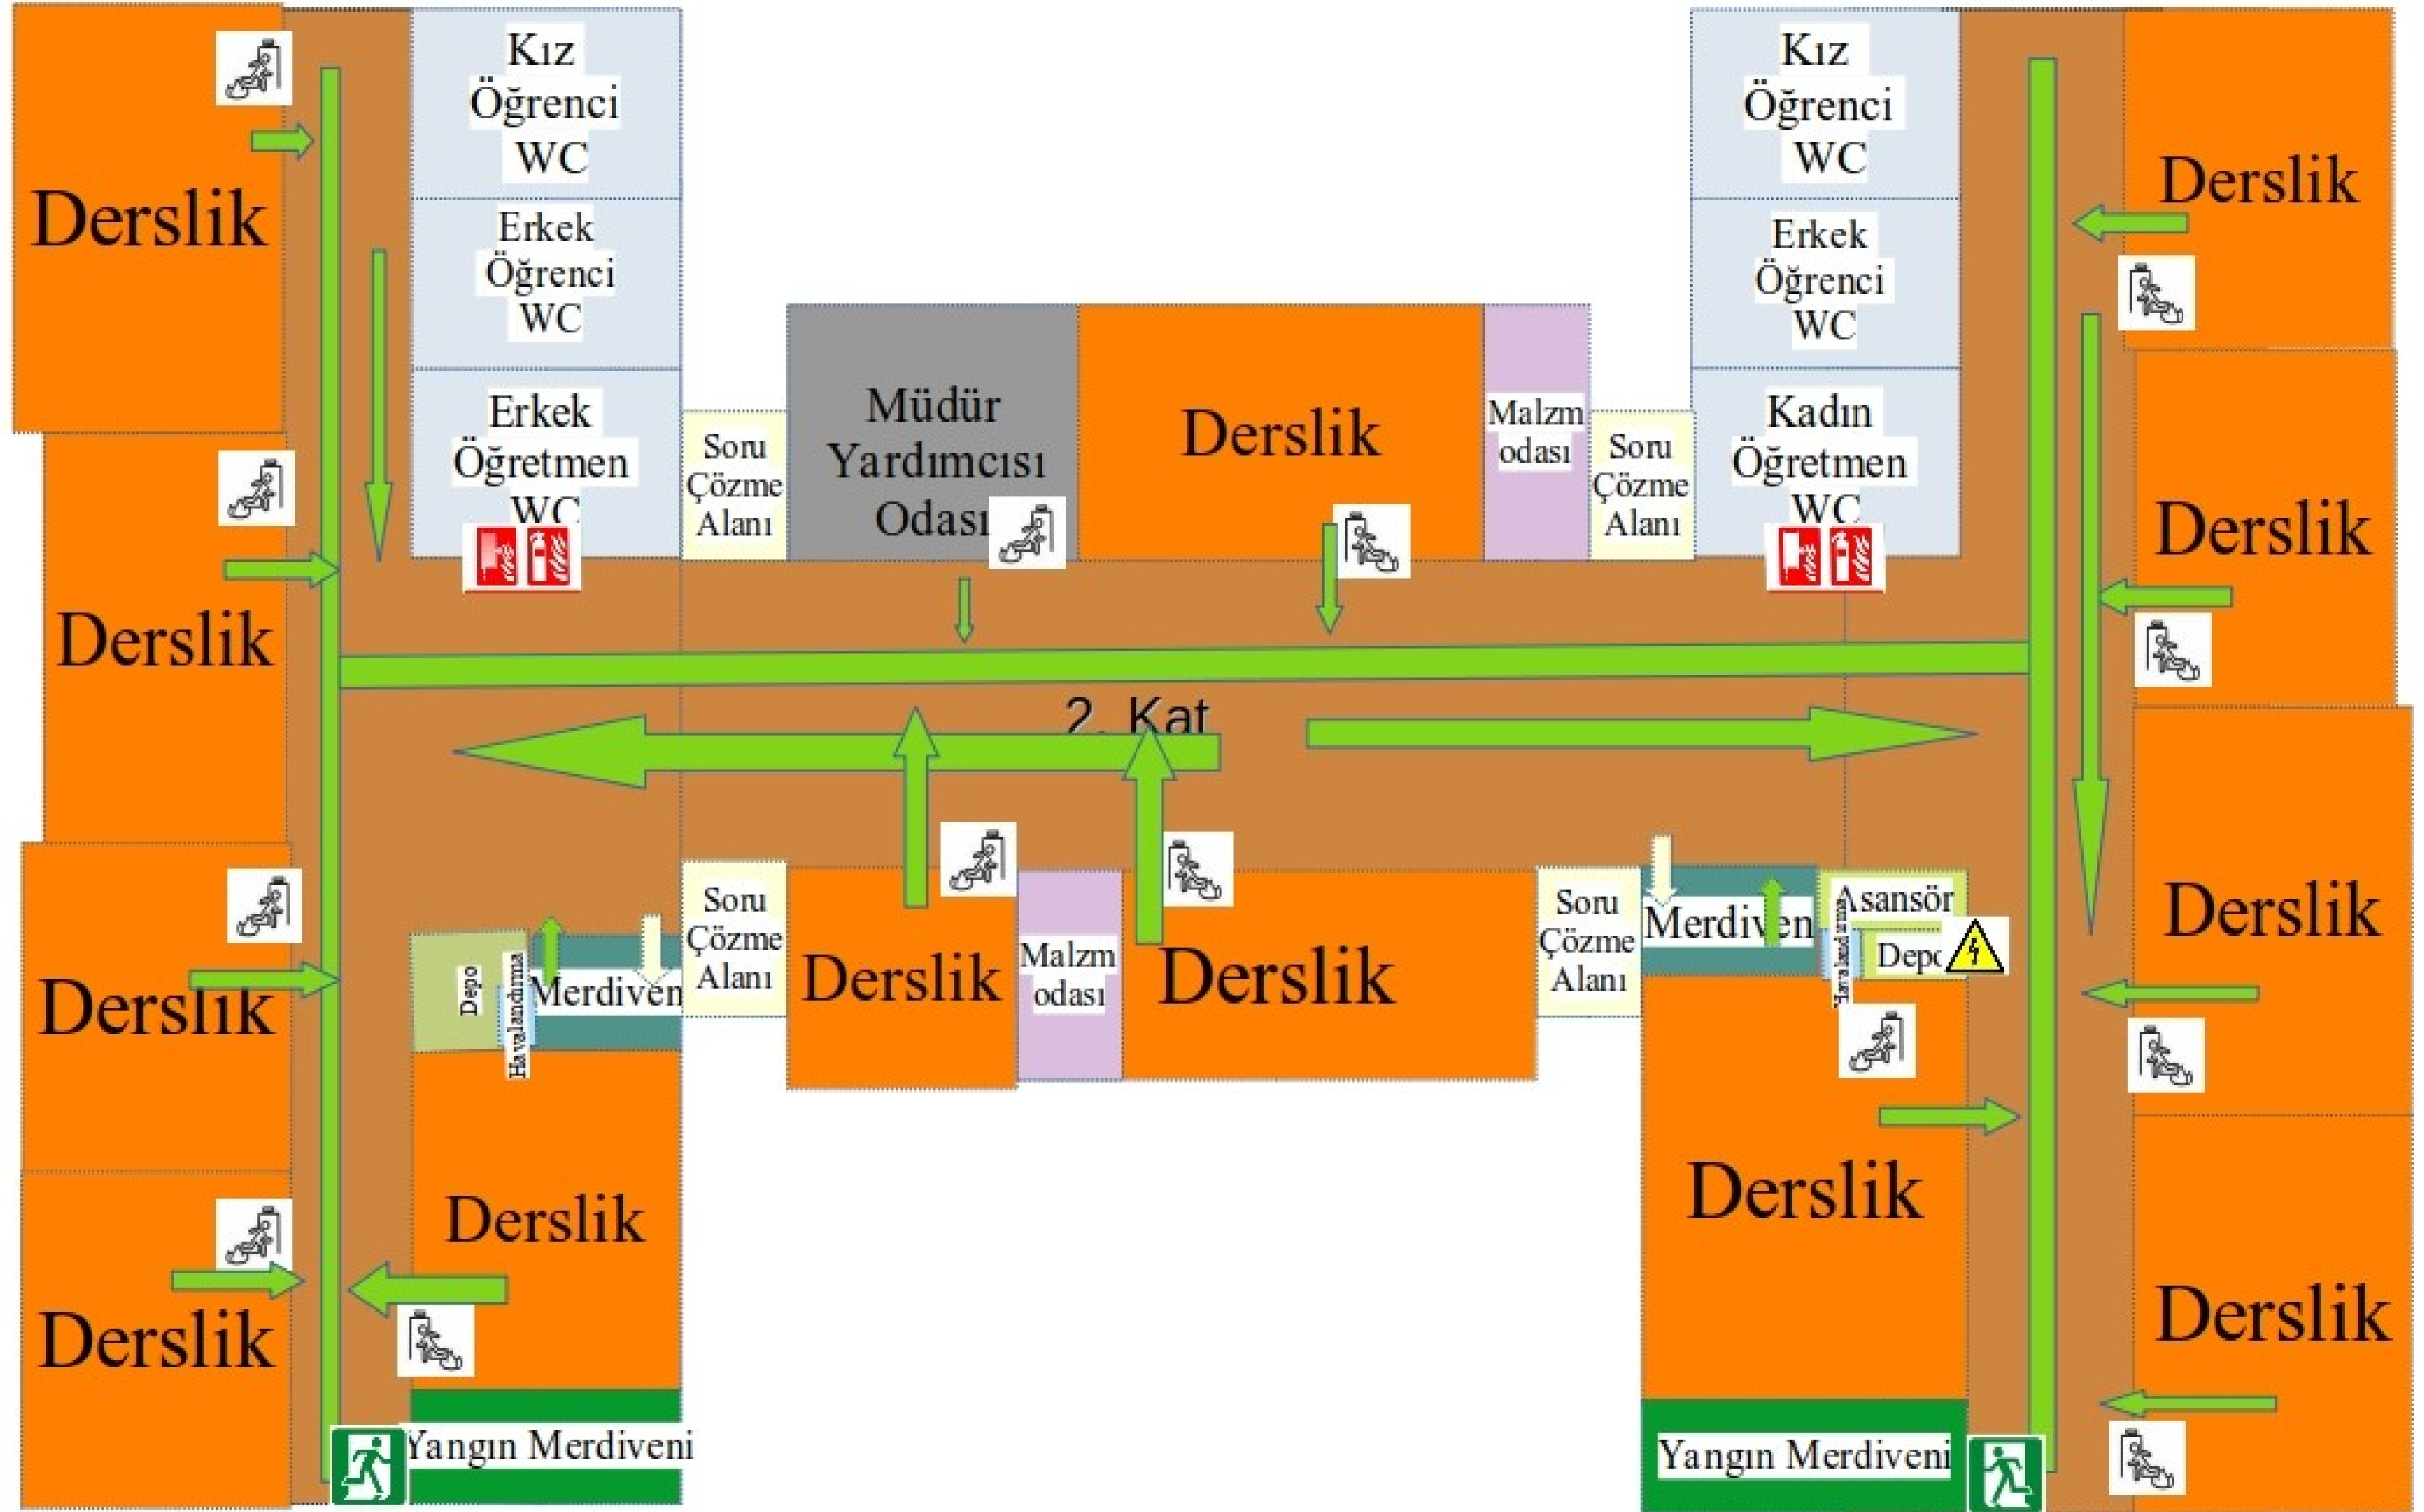 Kız
Öğrenci
WC
Kız
Öğrenci
WC
Derslik
Derslik
Erkek
Öğrenci
WC
Erkek
Öğrenci
WC
Erkek
Öğretmen
WC
Soru
Çözme
Alanı
Müdür
Yardımcısı
Odası
Derslik
Malzm
odası
Soru
Çözme
Alanı
Kadın
Öğretmen
WC
Derslik
Derslik
2. Kat
Derslik
Depo
Havalandırma
Merdiven
Soru
Çözme
Alanı
Derslik
Malzm
odası
Derslik
Soru
Çözme
Alanı
Merdiven
Asansör
Havalandırma
Depo
Derslik
Derslik
Derslik
Derslik
Derslik
Derslik
Yangın Merdiveni
Yangın Merdiveni